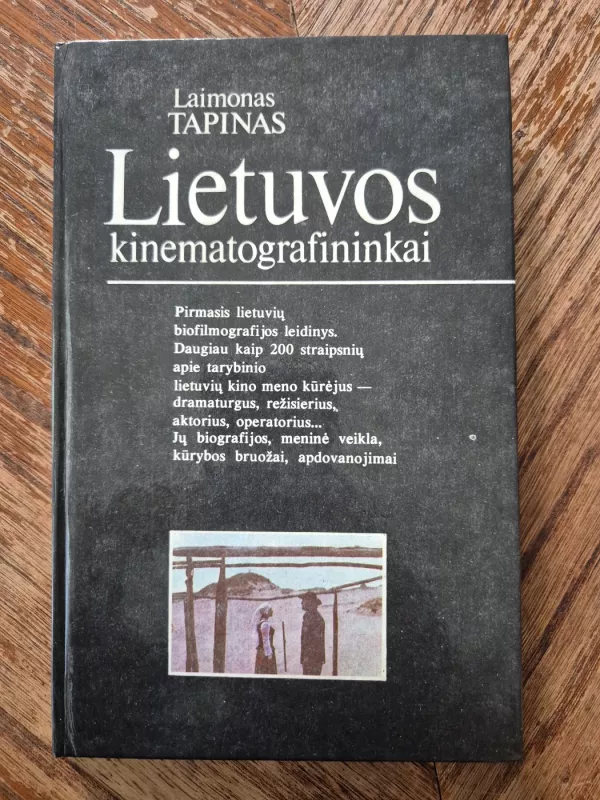 Laimonas
TAPINAS
Lietuvos
kinematografininkai
Pirmasis lietuvių
biofilmografijos leidinys.
Daugiau kaip 200 straipsnių
apie tarybinio
lietuvių kino meno kūrėjus —
dramaturgus, režisierius,
aktorius, operatorius...
Jų biografijos, meninė veikla,
kūrybos bruožai, apdovanojimai